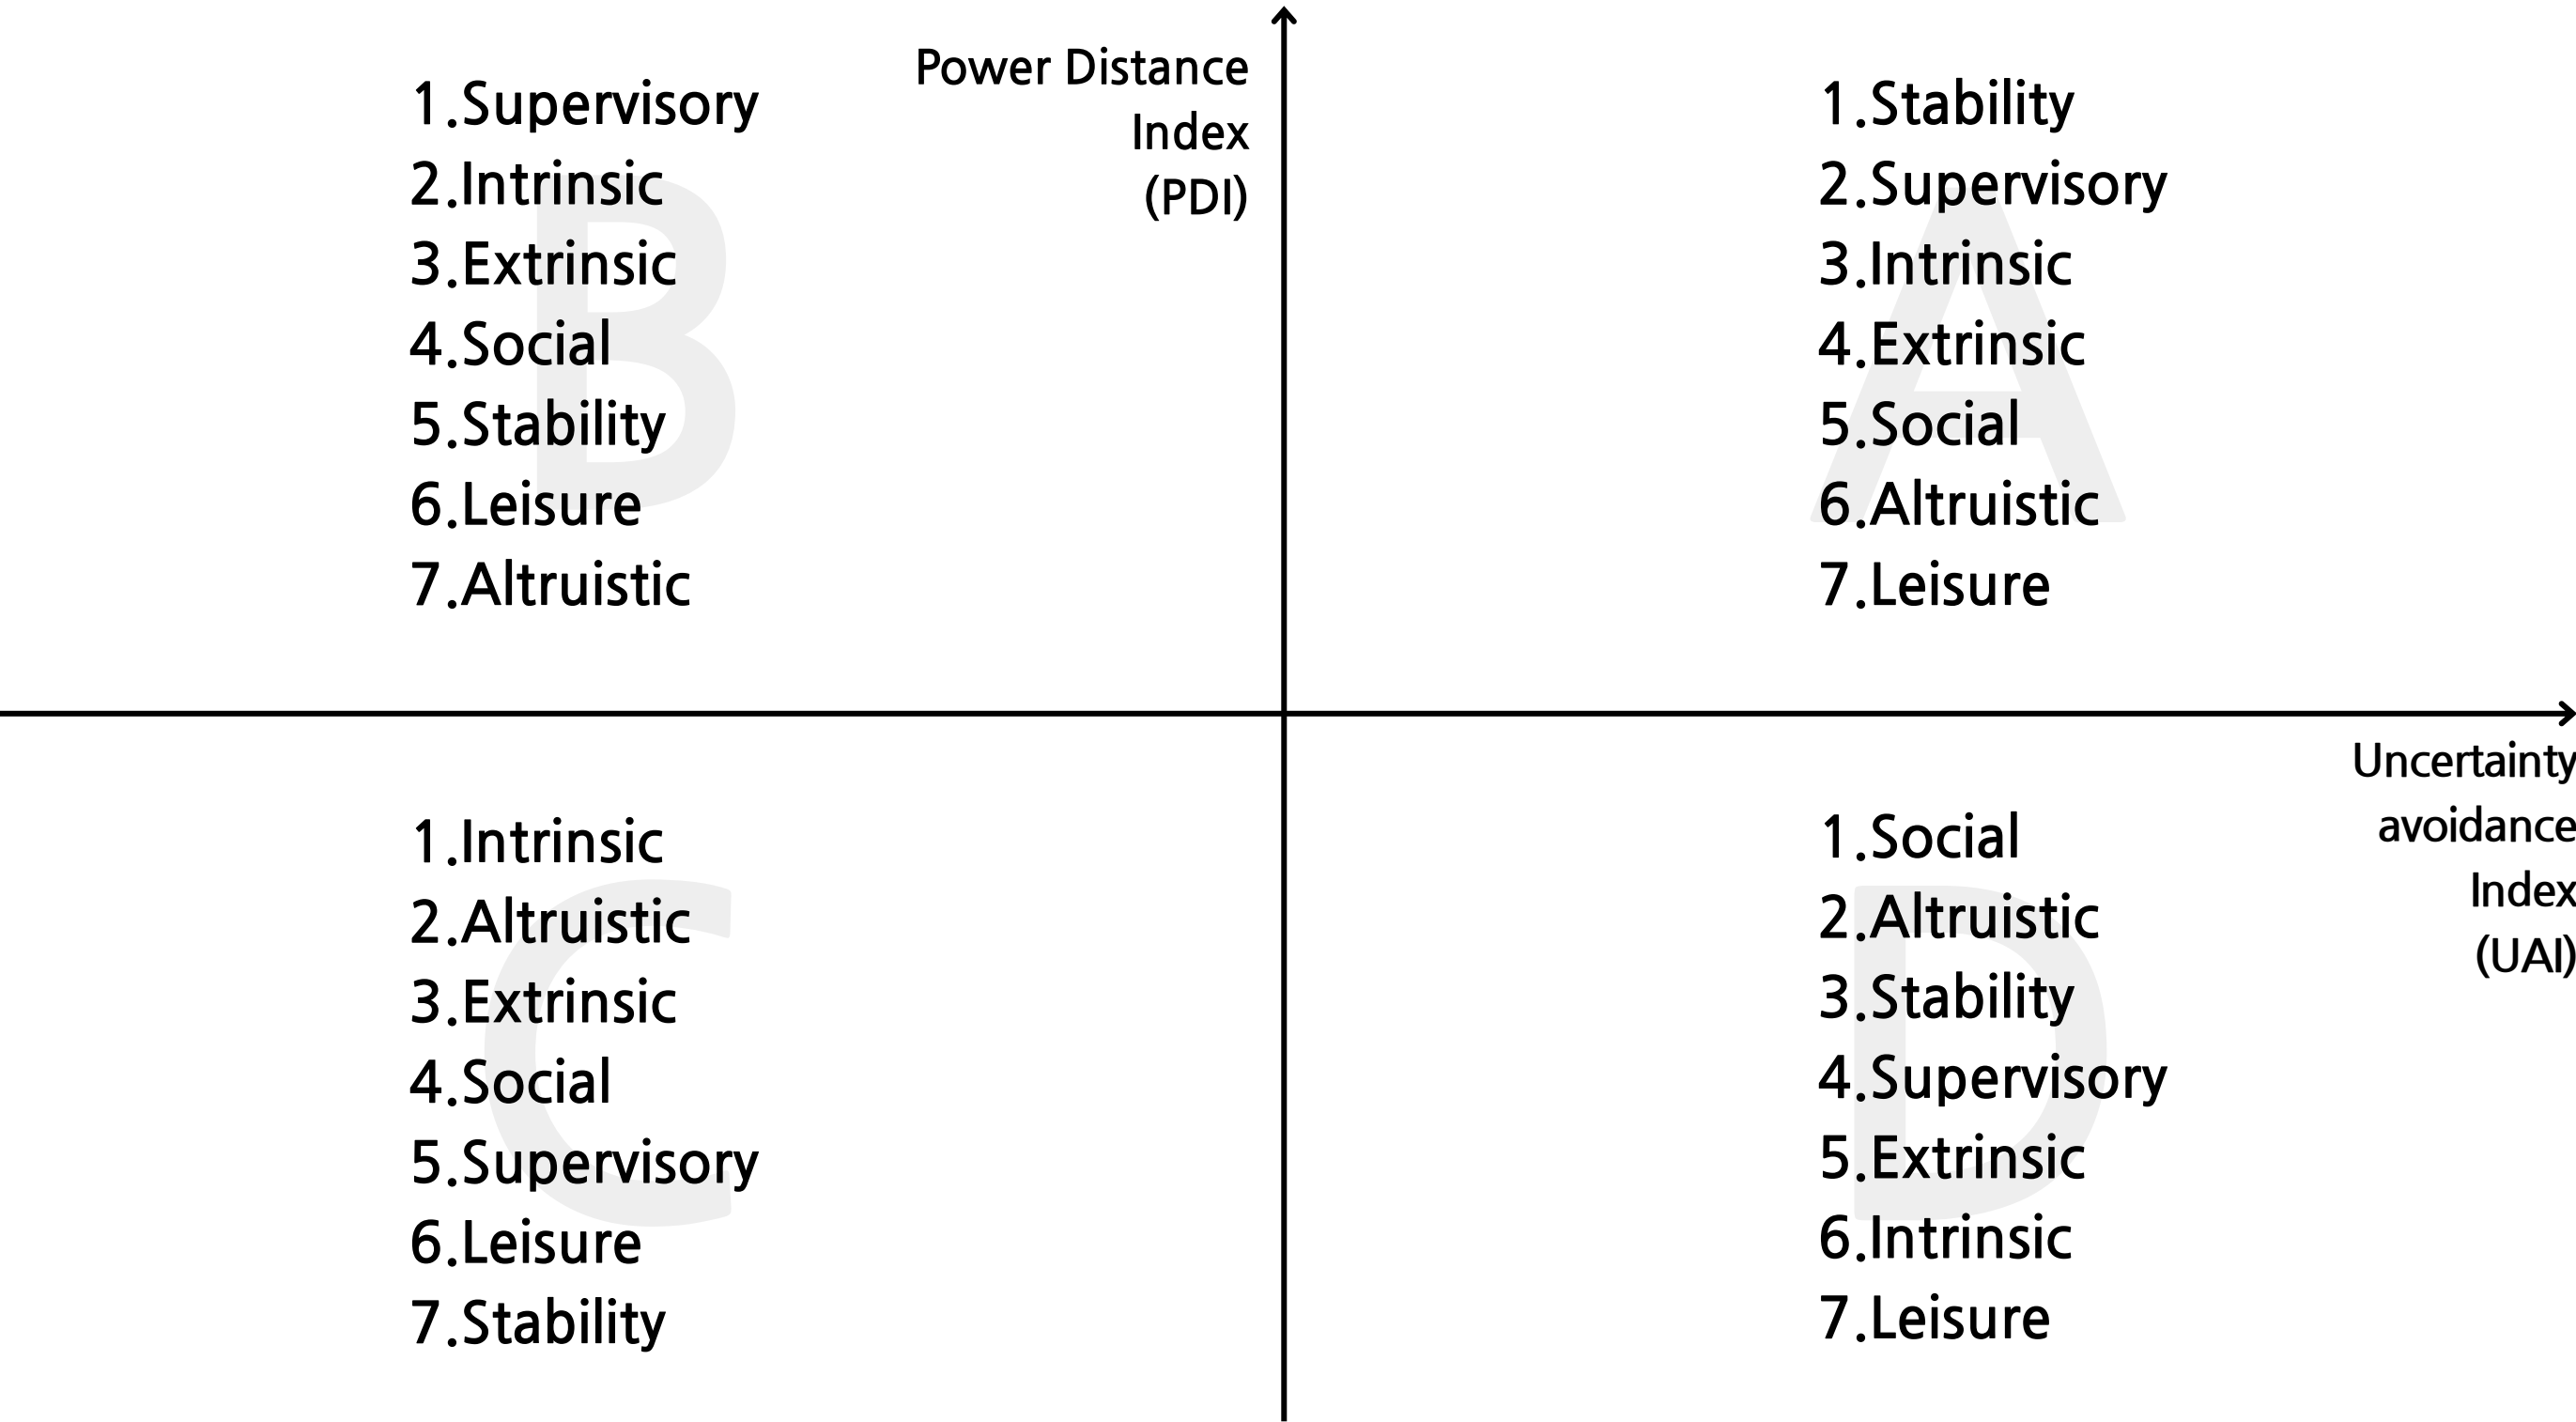 Power Distance
Index
(PDI)
B
1.Supervisory
2.Intrinsic
3.Extrinsic
4.Social
5.Stability
6.Leisure
7.Altruistic
A
1.Stability
2.Supervisory
3.Intrinsic
4.Extrinsic
5.Social
6.Altruistic
7.Leisure
Uncertainty
avoidance
Index
(UAI)
C
1.Intrinsic
2.Altruistic
3.Extrinsic
4.Social
5.Supervisory
6.Leisure
7.Stability
D
1.Social
2.Altruistic
3.Stability
4.Supervisory
5.Extrinsic
6.Intrinsic
7.Leisure